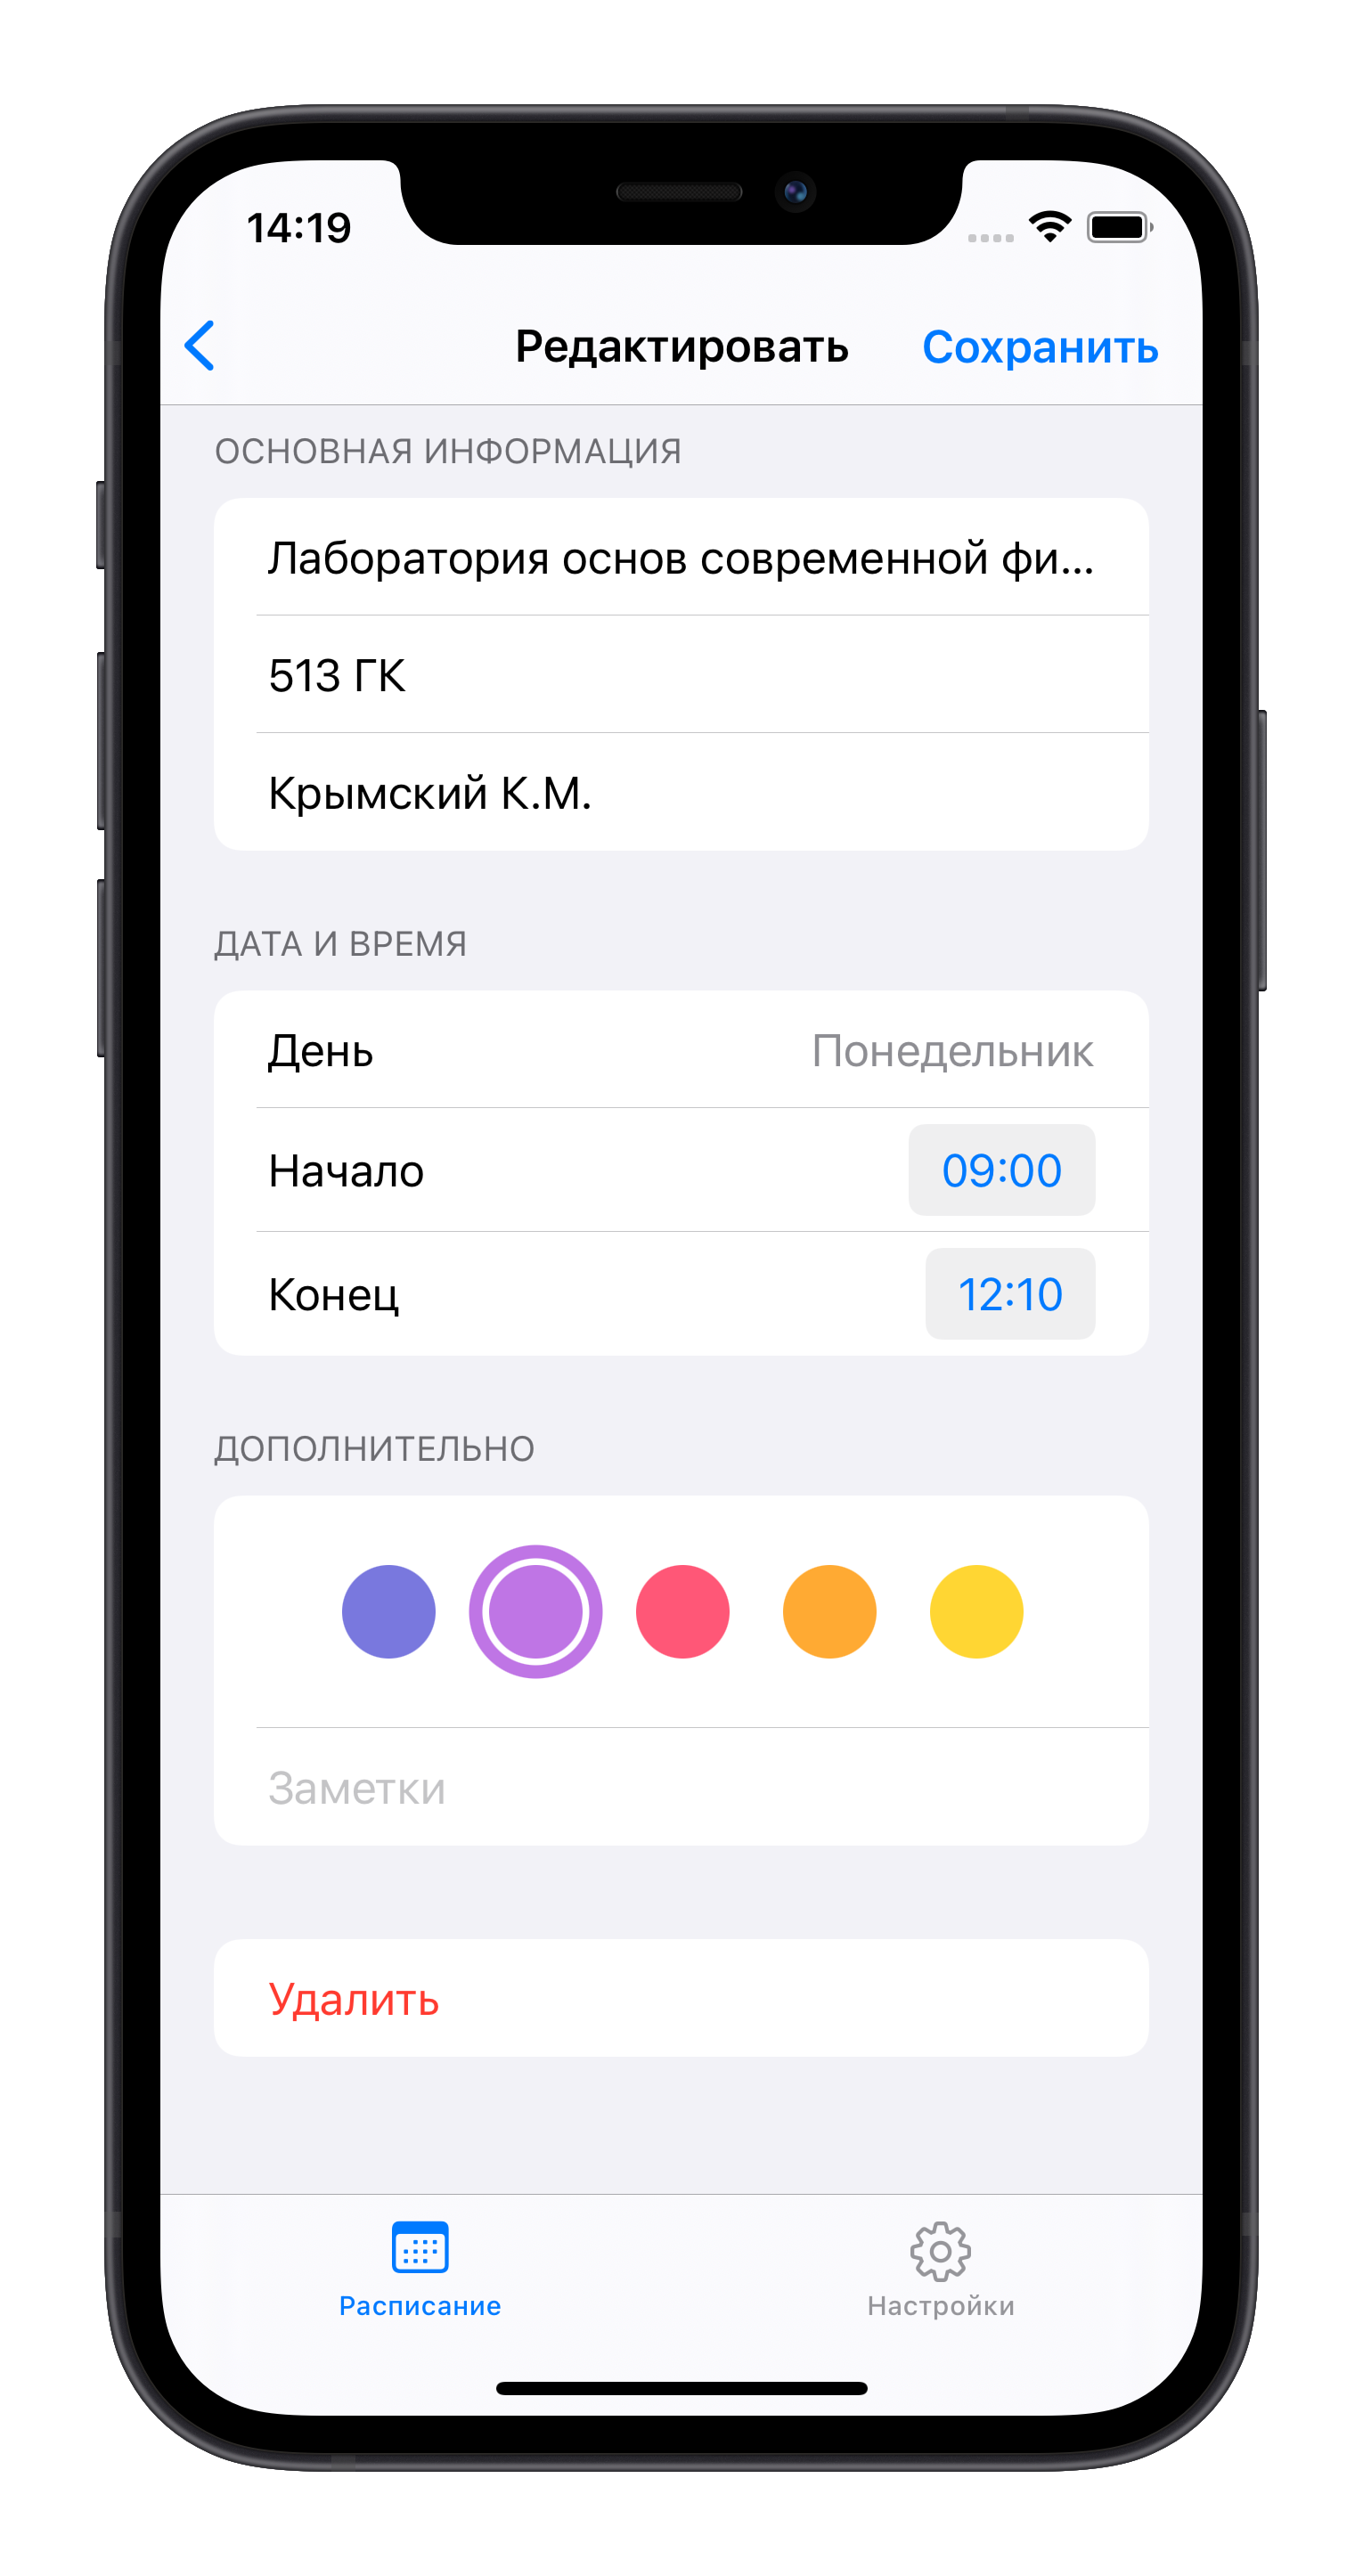 14:19
Редактировать Сохранить
ОСНОВНАЯ ИНФОРМАЦИЯ
Лаборатория основ современной фи...
513 ГК
Крымский К.М.
ДАТА И ВРЕМЯ
День Понедельник
Начало 09:00
Конец 12:10
ДОПОЛНИТЕЛЬНО
Заметки
Удалить
Расписание Настройки